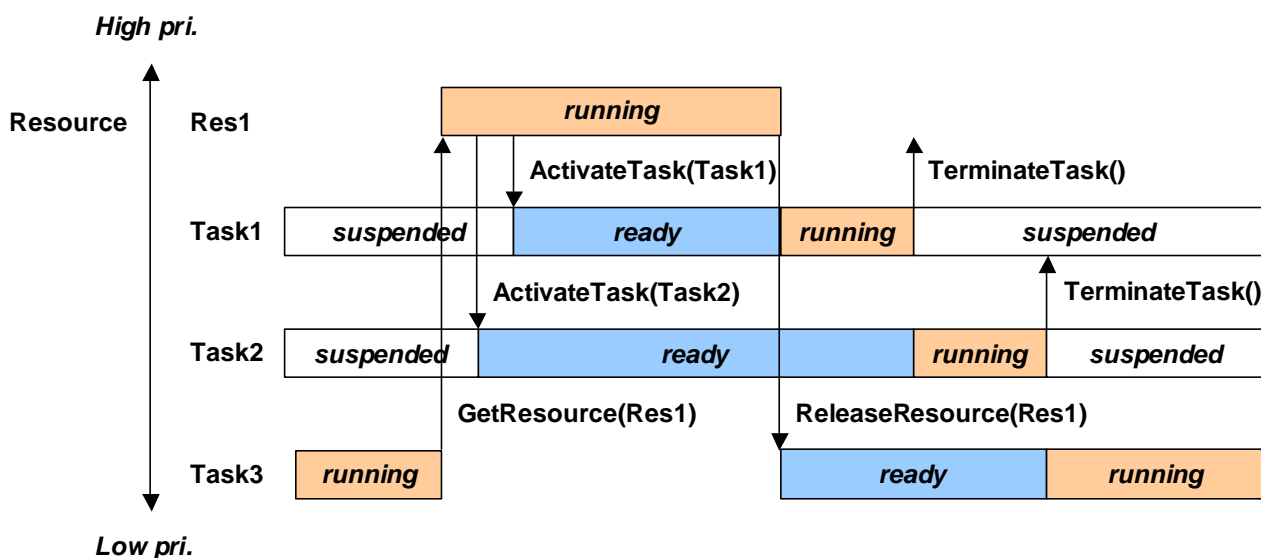 High pri.
Resource Res1 running
ActivateTask(Task1) TerminateTask()
Task1 suspended ready running suspended
ActivateTask(Task2) TerminateTask()
Task2 suspended ready running suspended
GetResource(Res1) ReleaseResource(Res1)
Task3 running ready running
Low pri.